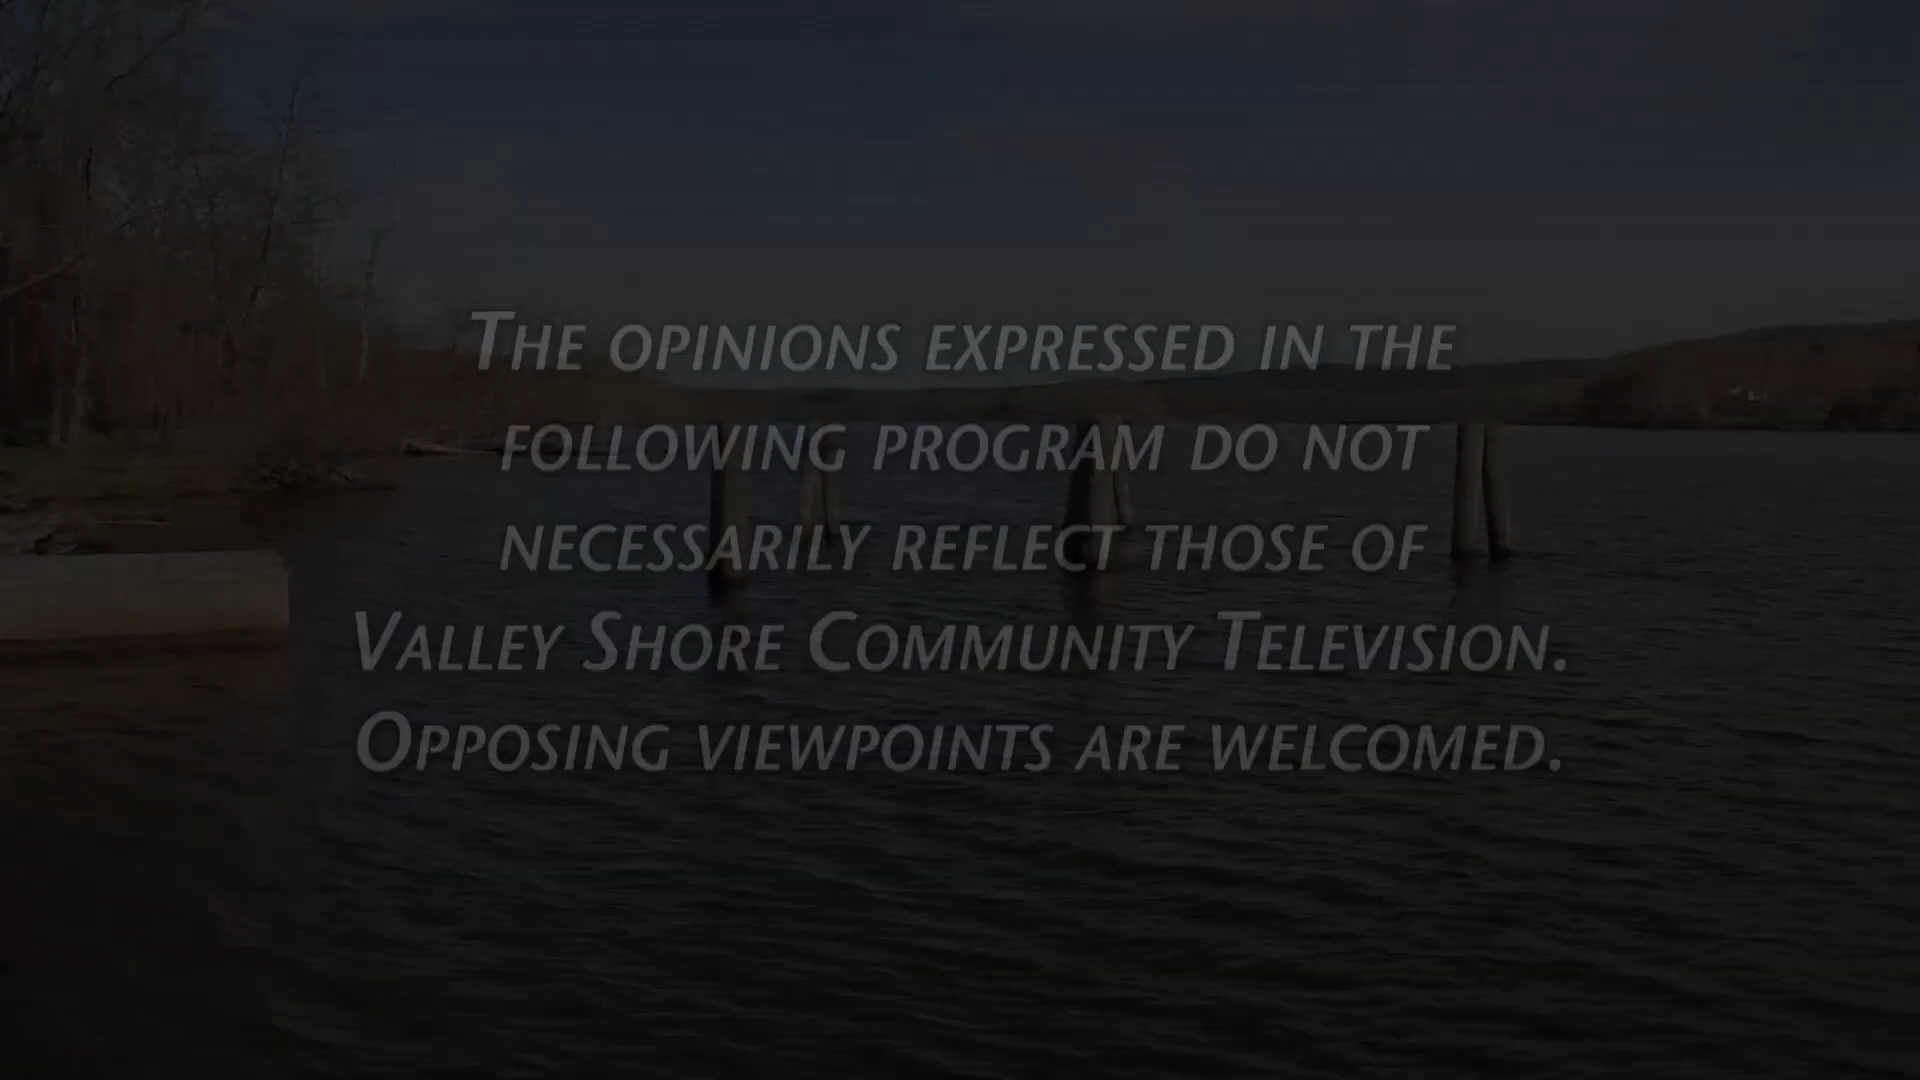 The opinions expressed in the
following program do not
necessarily reflect those of
Valley Shore Community Television.
Opposing viewpoints are welcomed.